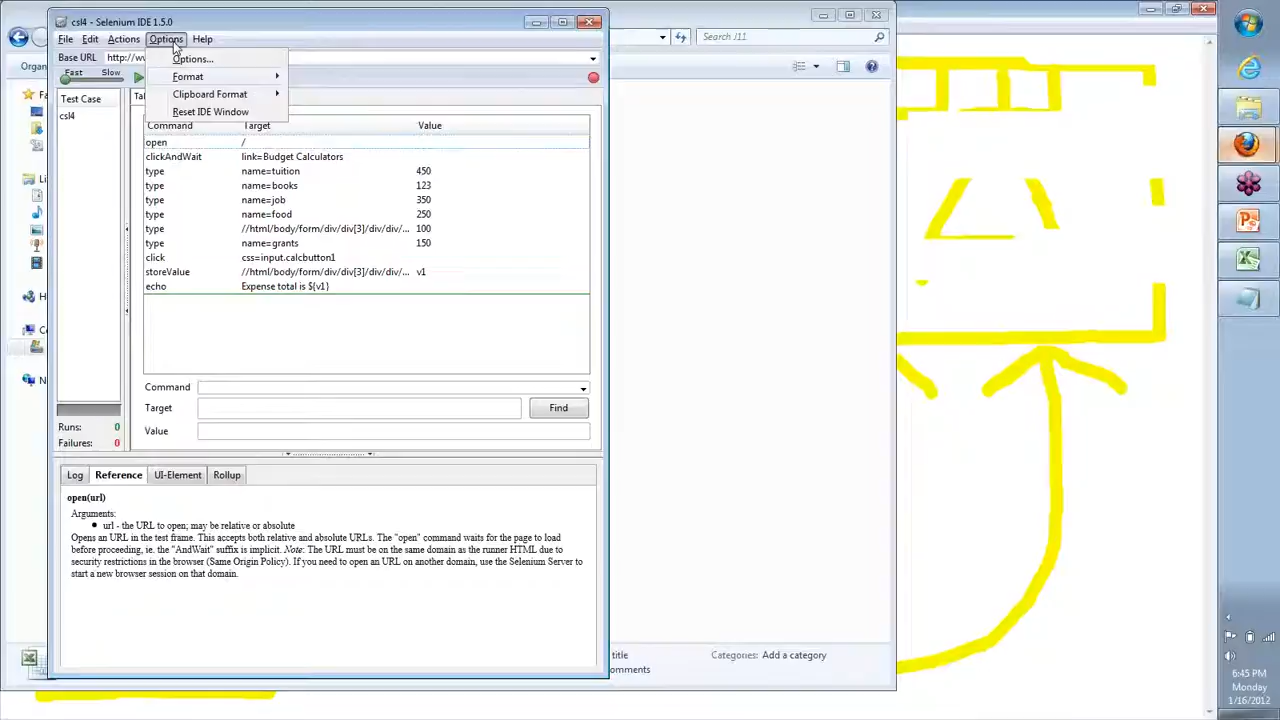 csl4 - Selenium IDE 1.5.0
File Edit Actions Options Help
Search J11
Base URL http://w
Options...
Organ
Fast Slow
Format
Clipboard Format
Reset IDE Window
Test Case
csl4
Command Target Value
open /
clickAndWait link=Budget Calculators
type name=tuition 450
type name=books 123
type name=job 350
type name=food 250
type //html/body/form/div/div[3]/div/div/... 100
type name=grants 150
click css=input.calcbutton1
storeValue //html/body/form/div/div[3]/div/div/... v1
echo Expense total is ${v1}
Command
Target Find
Value
Runs: 0
Failures: 0
Log Reference UI-Element Rollup
open(url)
Arguments:
url - the URL to open; may be relative or absolute
Opens an URL in the test frame. This accepts both relative and absolute URLs. The "open" command waits for the page to load
before proceeding, ie. the "AndWait" suffix is implicit. Note: The URL must be on the same domain as the runner HTML due to
security restrictions in the browser (Same Origin Policy). If you need to open an URL on another domain, use the Selenium Server to
start a new browser session on that domain.
title Categories: Add a category
omments
6:45 PM
Monday
1/16/2012